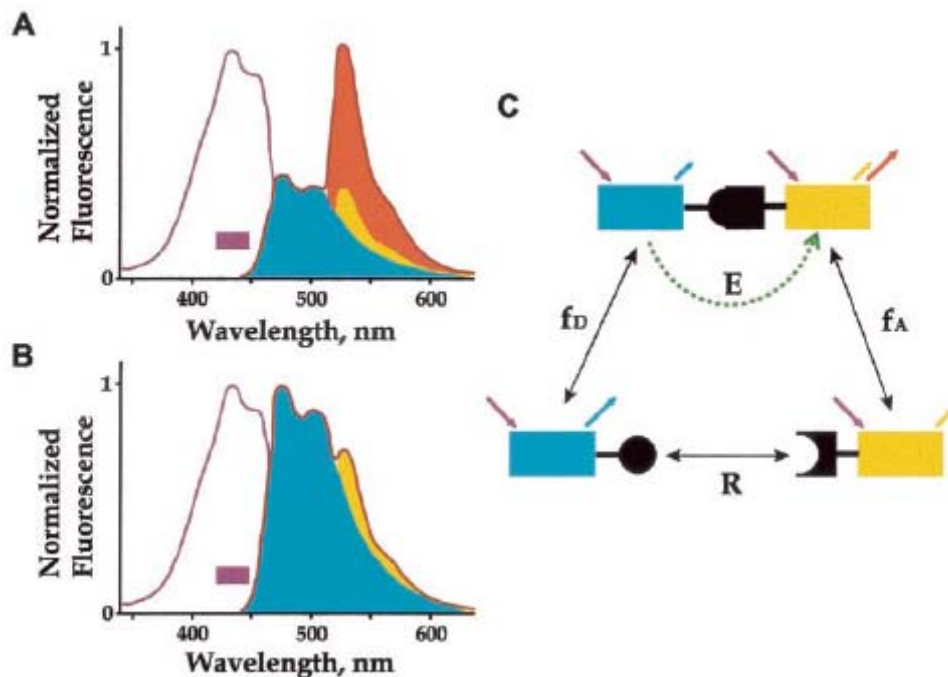 A
1
Normalized
Fluorescence
0
400 500 600
Wavelength, nm
B
1
Normalized
Fluorescence
0
400 500 600
Wavelength, nm
C
E
fD
fA
R